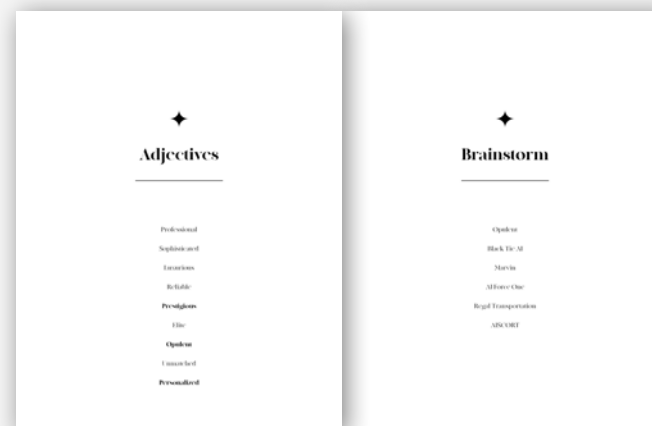 Adjectives
Professional
Sophisticated
Luxurious
Reliable
Prestigious
Elite
Opulent
Unmatched
Personalized
Brainstorm
Opulent
Black Tie AI
Marvin
AI Force One
Regal Transportation